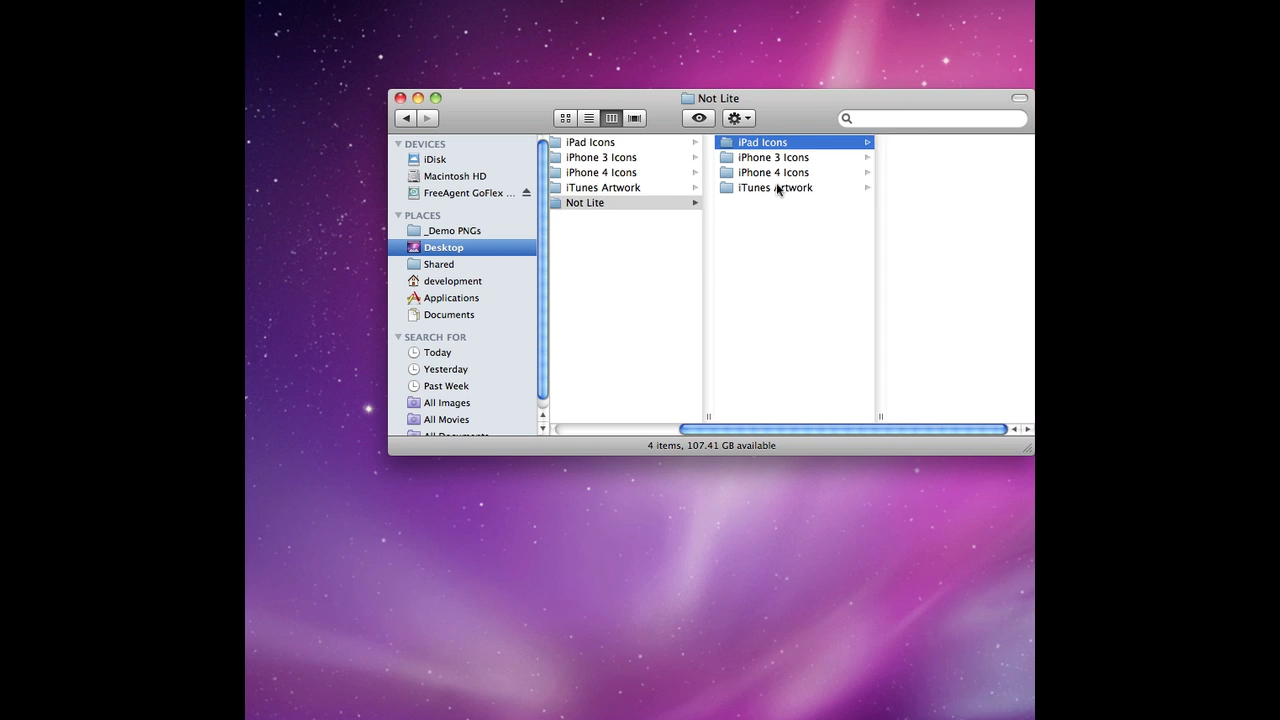 Not Lite
DEVICES
iDisk
Macintosh HD
FreeAgent GoFlex ...
PLACES
_Demo PNGs
Desktop
Shared
development
Applications
Documents
SEARCH FOR
Today
Yesterday
Past Week
All Images
All Movies
All Documents
iPad Icons
iPhone 3 Icons
iPhone 4 Icons
iTunes Artwork
Not Lite
iPad Icons
iPhone 3 Icons
iPhone 4 Icons
iTunes Artwork
4 items, 107.41 GB available